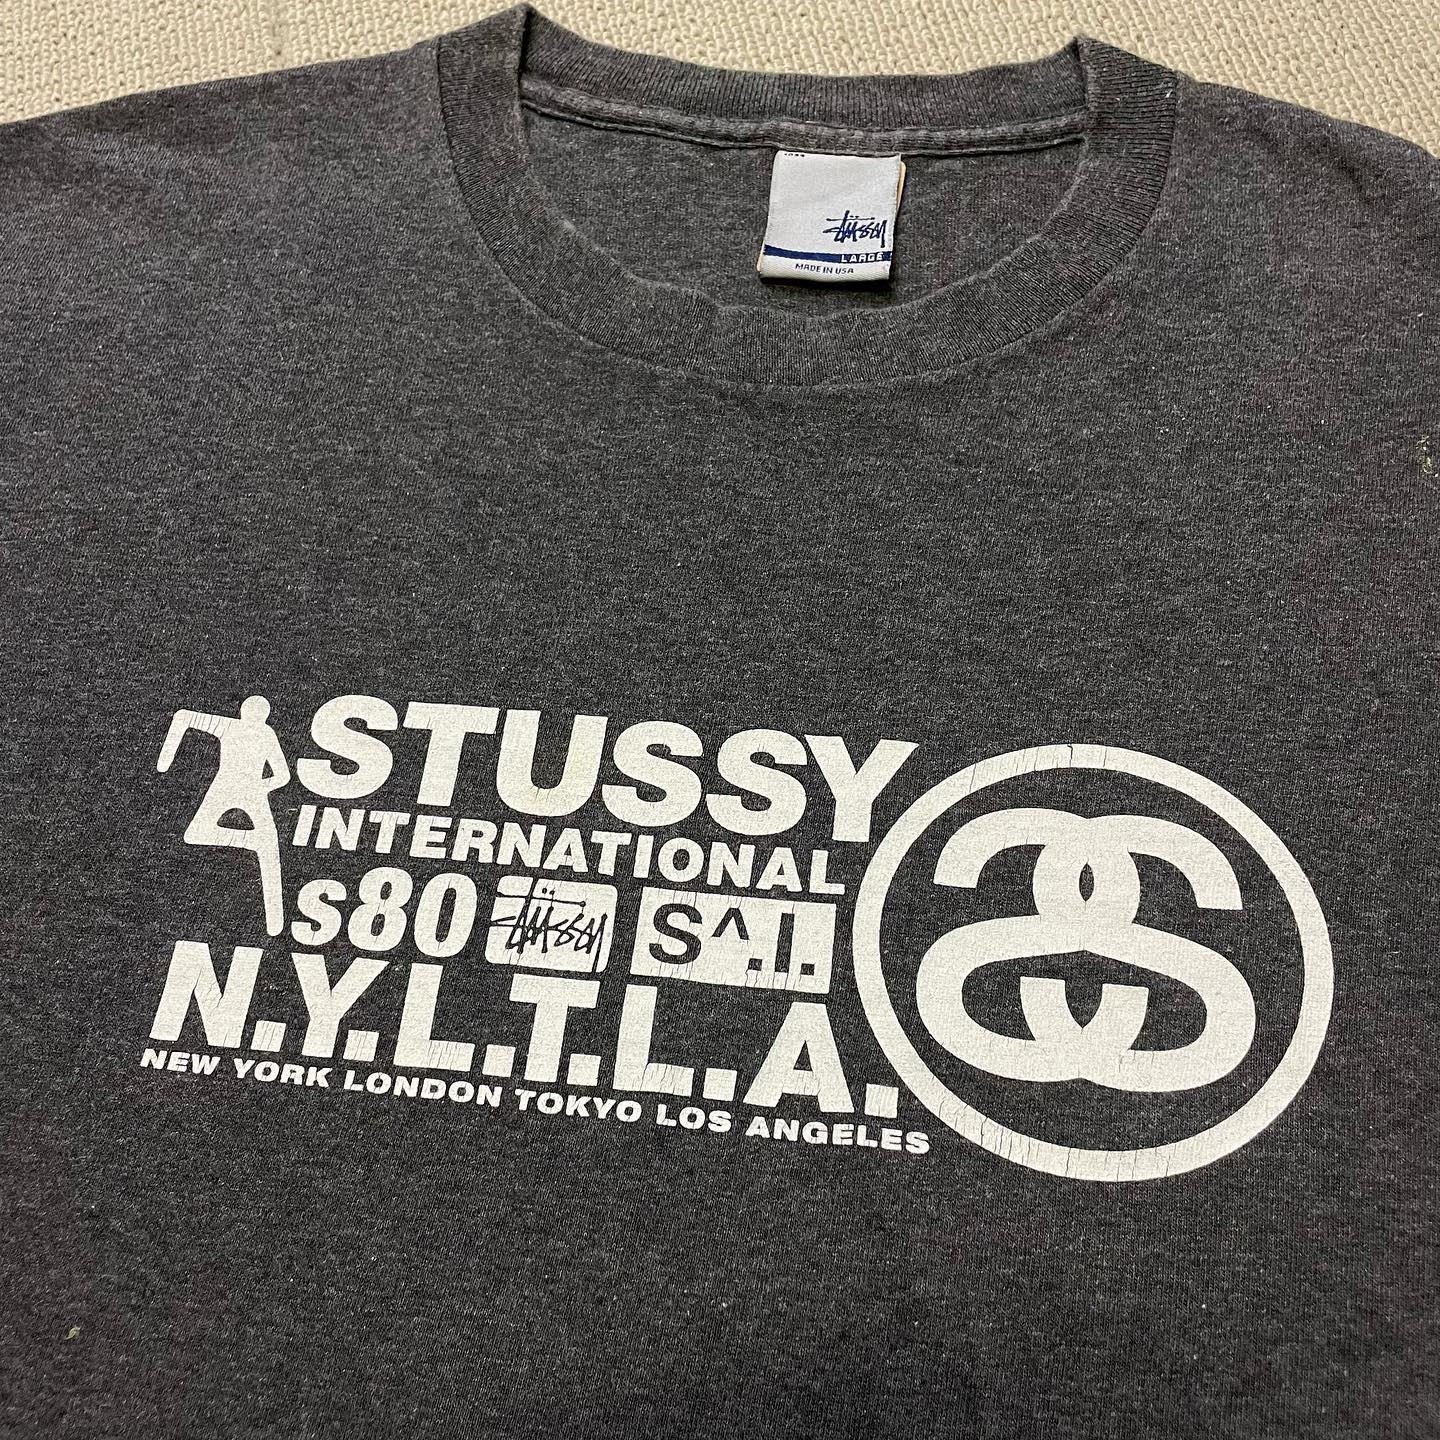 Stüssy
LARGE
MADE IN USA
STUSSY
INTERNATIONAL
s80 Stüssy S^.I.
N.Y.L.T.L.A.
NEW YORK LONDON TOKYO LOS ANGELES